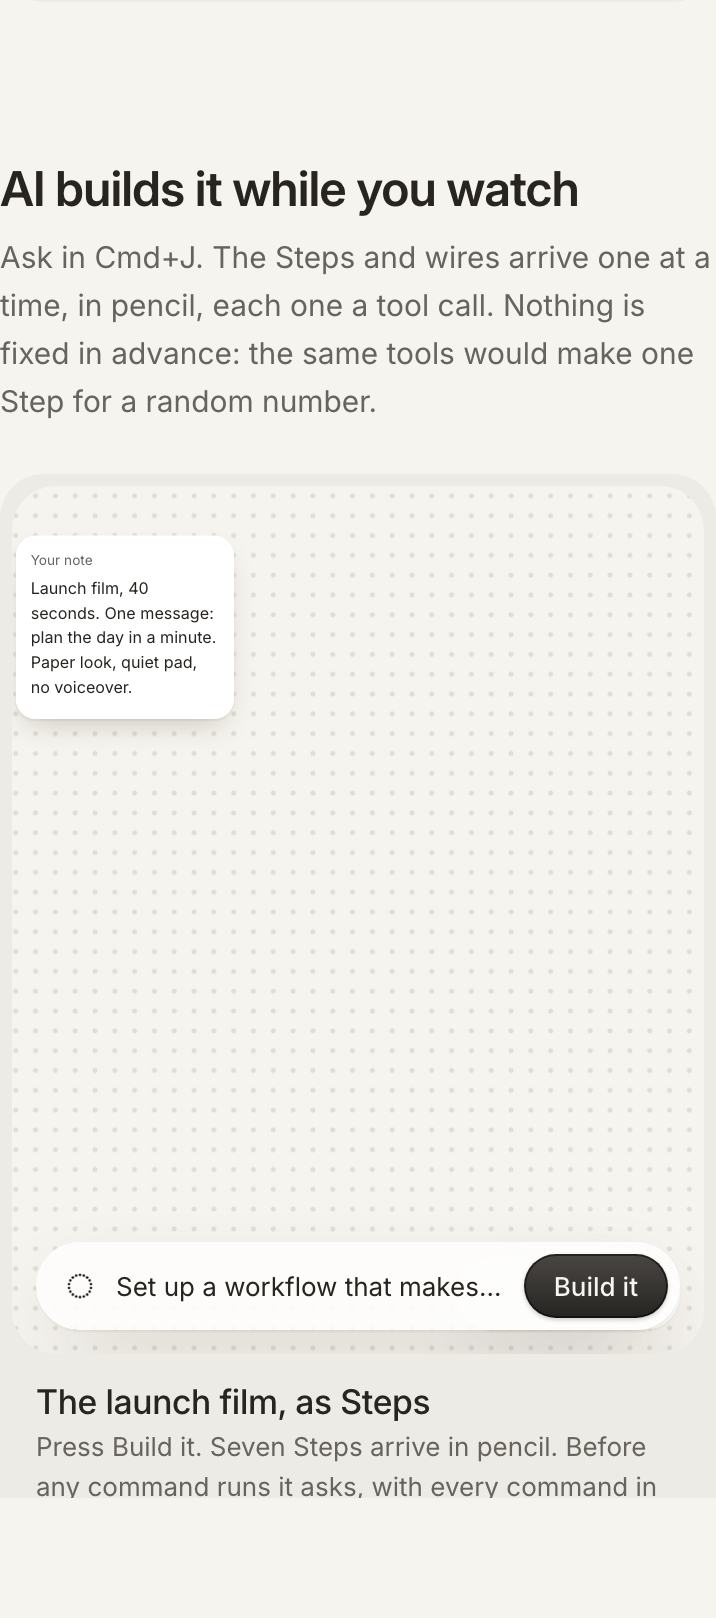 AI builds it while you watch
Ask in Cmd+J. The Steps and wires arrive one at a
time, in pencil, each one a tool call. Nothing is
fixed in advance: the same tools would make one
Step for a random number.
Your note
Launch film, 40
seconds. One message:
plan the day in a minute.
Paper look, quiet pad,
no voiceover.
Set up a workflow that makes...
Build it
The launch film, as Steps
Press Build it. Seven Steps arrive in pencil. Before
any command runs it asks, with every command in